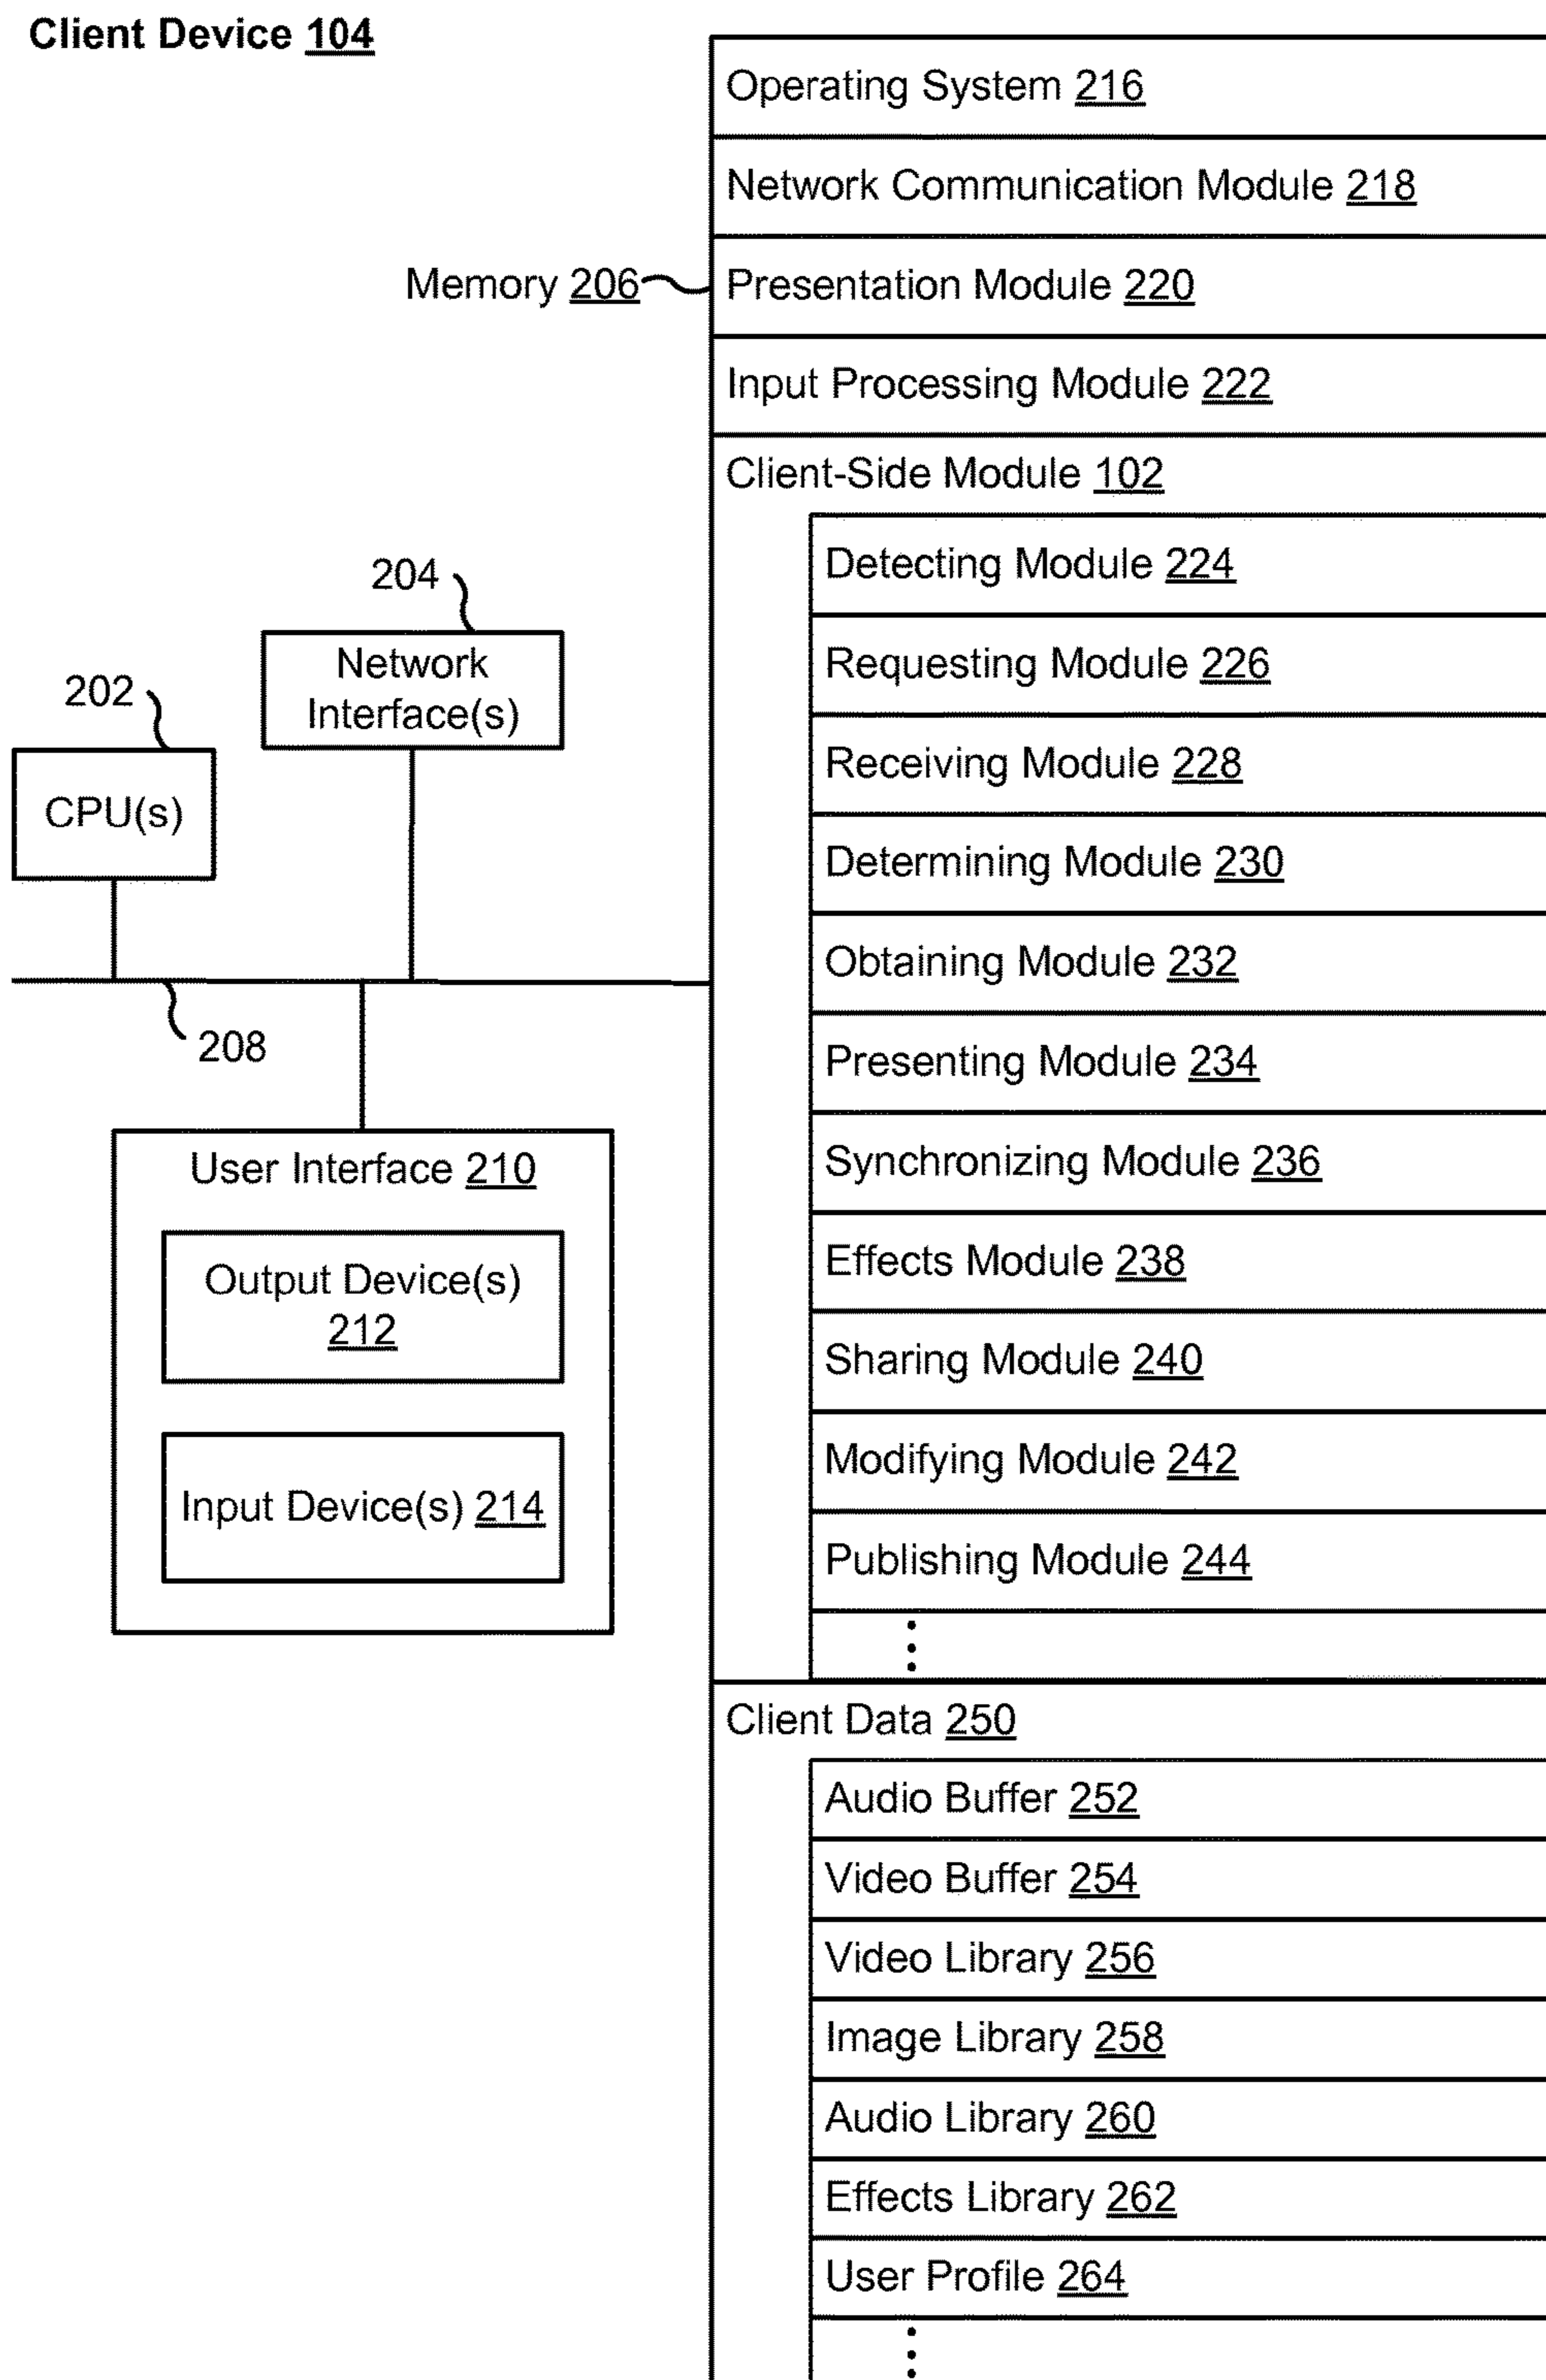 Client Device 104
Operating System 216
Network Communication Module 218
Memory 206
Presentation Module 220
Input Processing Module 222
Client-Side Module 102
Detecting Module 224
Requesting Module 226
Receiving Module 228
Determining Module 230
Obtaining Module 232
Presenting Module 234
Synchronizing Module 236
Effects Module 238
Sharing Module 240
Modifying Module 242
Publishing Module 244
Client Data 250
Audio Buffer 252
Video Buffer 254
Video Library 256
Image Library 258
Audio Library 260
Effects Library 262
User Profile 264
204
Network
Interface(s)
202
CPU(s)
208
User Interface 210
Output Device(s)
212
Input Device(s) 214